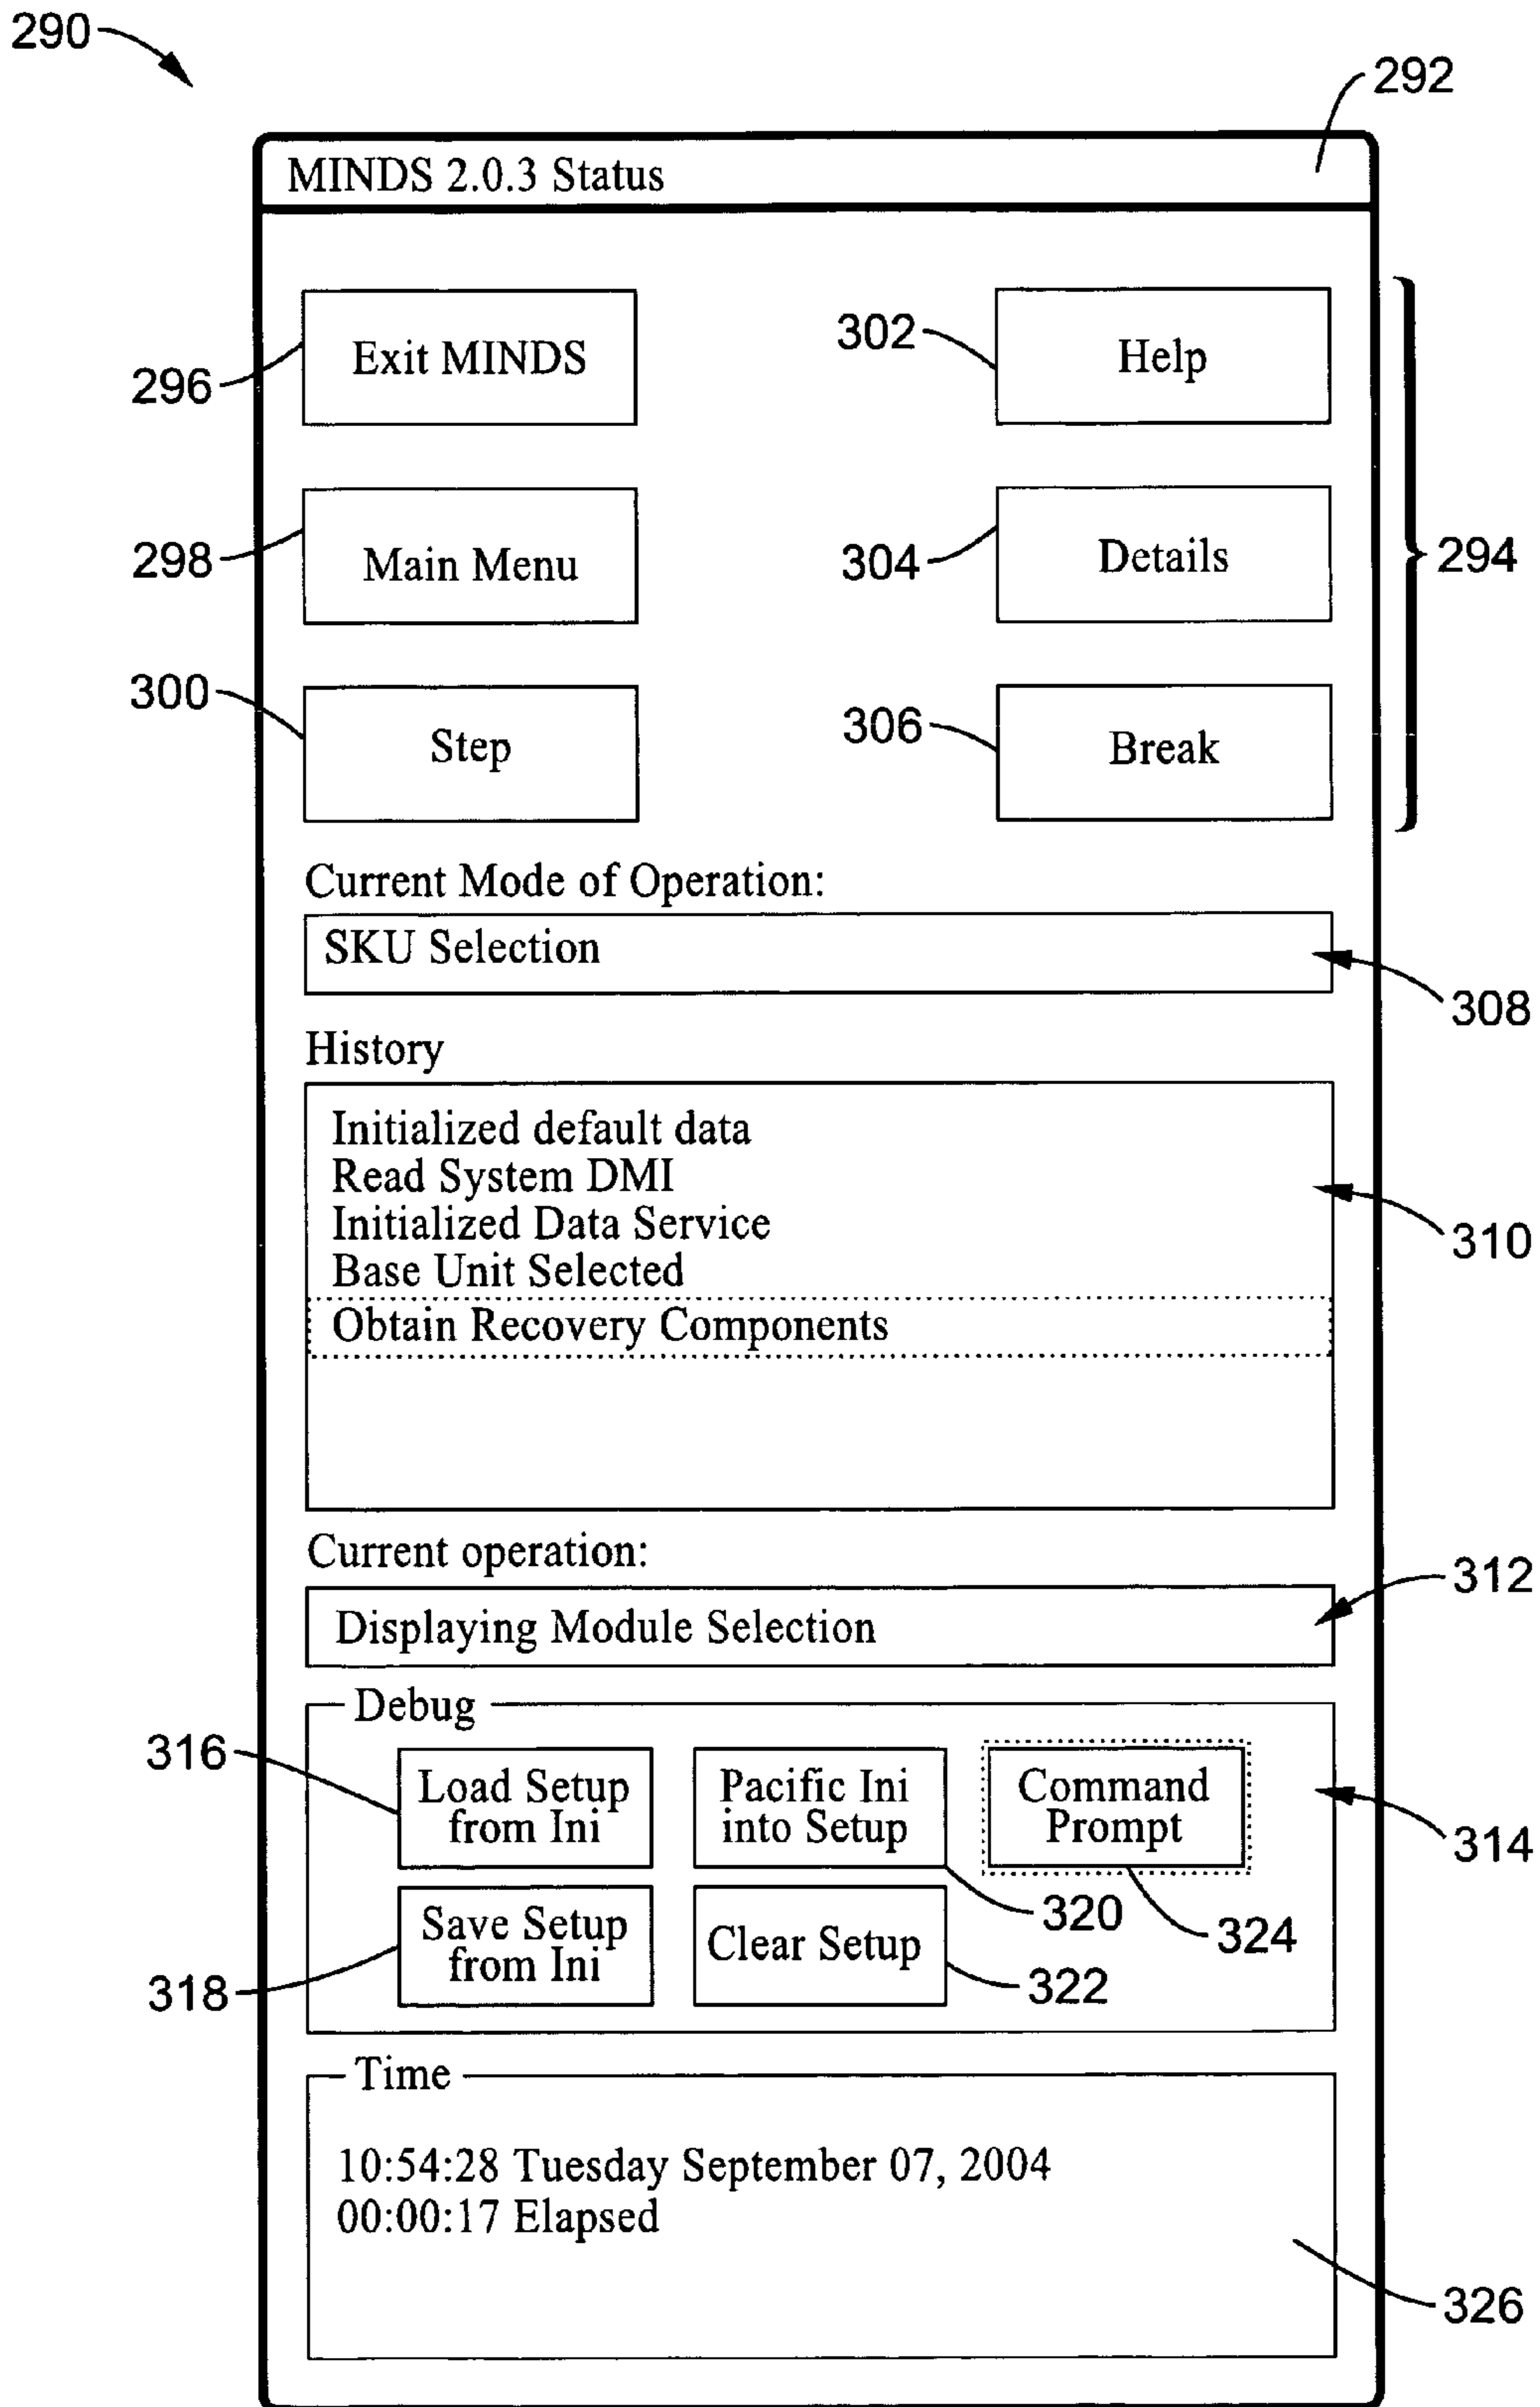 290
292
MINDS 2.0.3 Status
Exit MINDS
296
302
Help
298
Main Menu
304
Details
294
300
Step
306
Break
Current Mode of Operation:
SKU Selection
308
History
Initialized default data
Read System DMI
Initialized Data Service
Base Unit Selected
Obtain Recovery Components
310
Current operation:
Displaying Module Selection
312
Debug
316
Load Setup
from Ini
Pacific Ini
into Setup
Command
Prompt
314
320
324
318
Save Setup
from Ini
Clear Setup
322
Time
10:54:28 Tuesday September 07, 2004
00:00:17 Elapsed
326